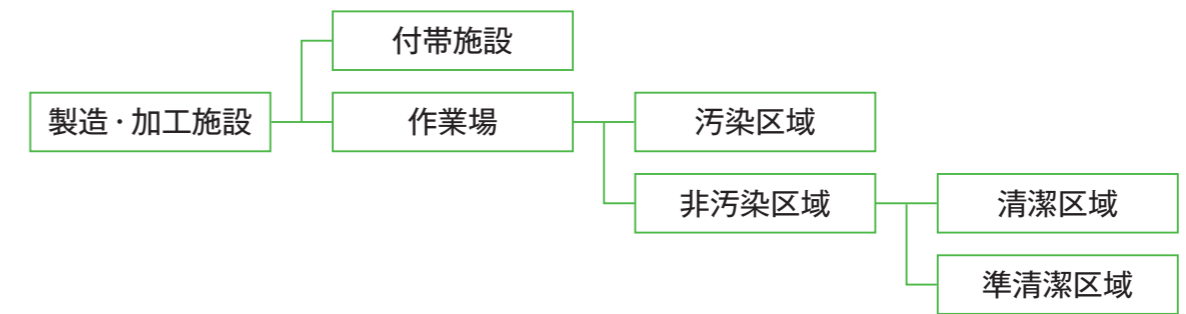 付帯施設
製造・加工施設
作業場
汚染区域
非汚染区域
清潔区域
準清潔区域